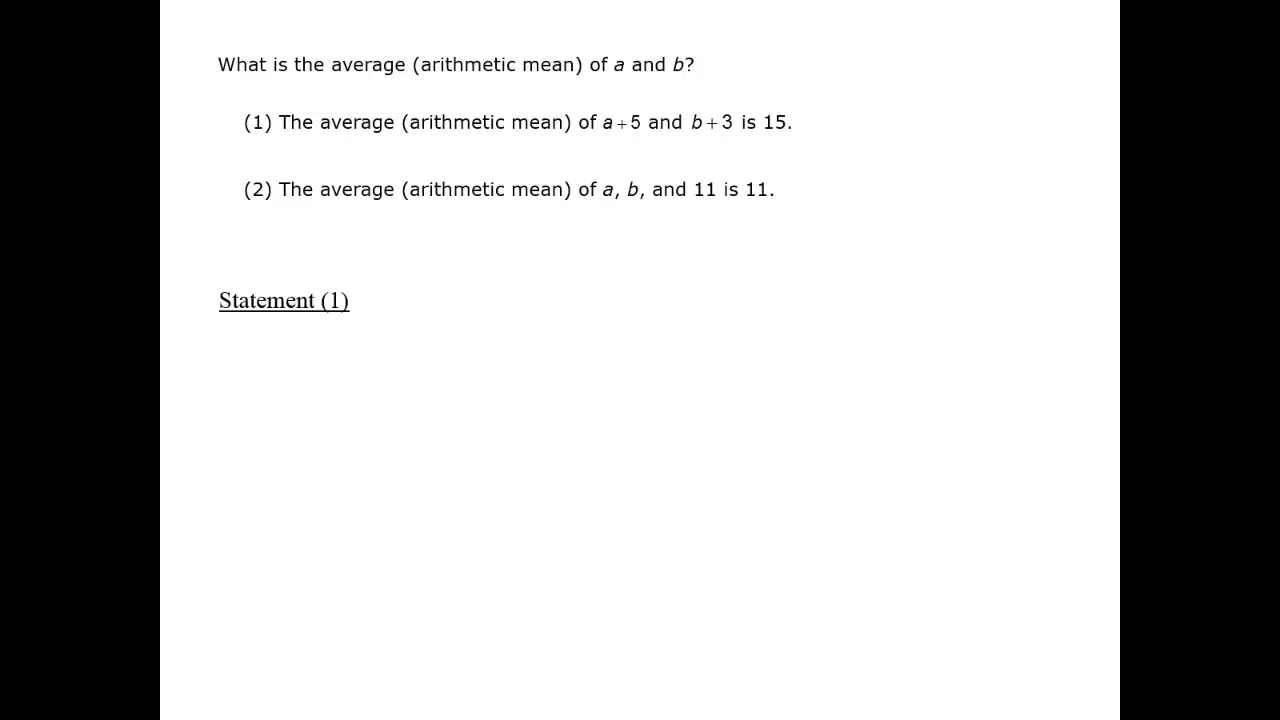 What is the average (arithmetic mean) of a and b?
(1) The average (arithmetic mean) of a+5 and b+3 is 15.
(2) The average (arithmetic mean) of a, b, and 11 is 11.
Statement (1)